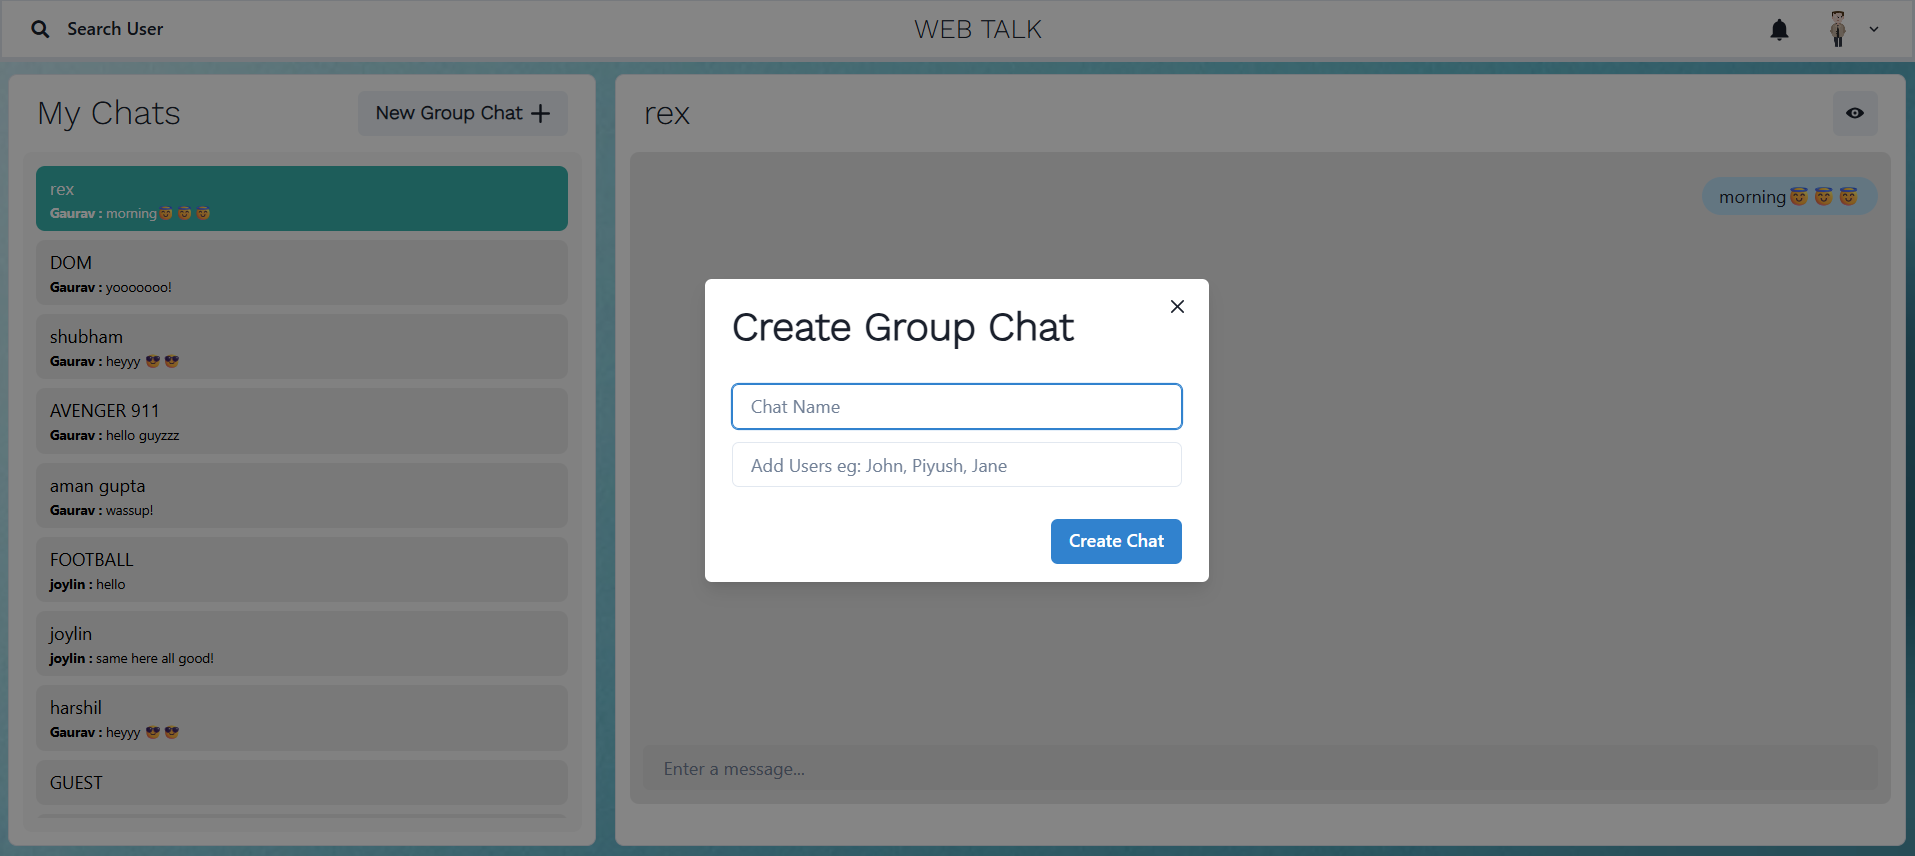 Search User
WEB TALK
My Chats
New Group Chat
rex
Gaurav : morning😇😇😇
DOM
Gaurav : yooooooo!
shubham
Gaurav : heyyy 😎😎
AVENGER 911
Gaurav : hello guyzzz
aman gupta
Gaurav : wassup!
FOOTBALL
joylin : hello
joylin
joylin : same here all good!
harshil
Gaurav : heyyy 😎😎
GUEST
rex
morning😇😇😇
Create Group Chat
Chat Name
Add Users eg: John, Piyush, Jane
Create Chat
Enter a message...